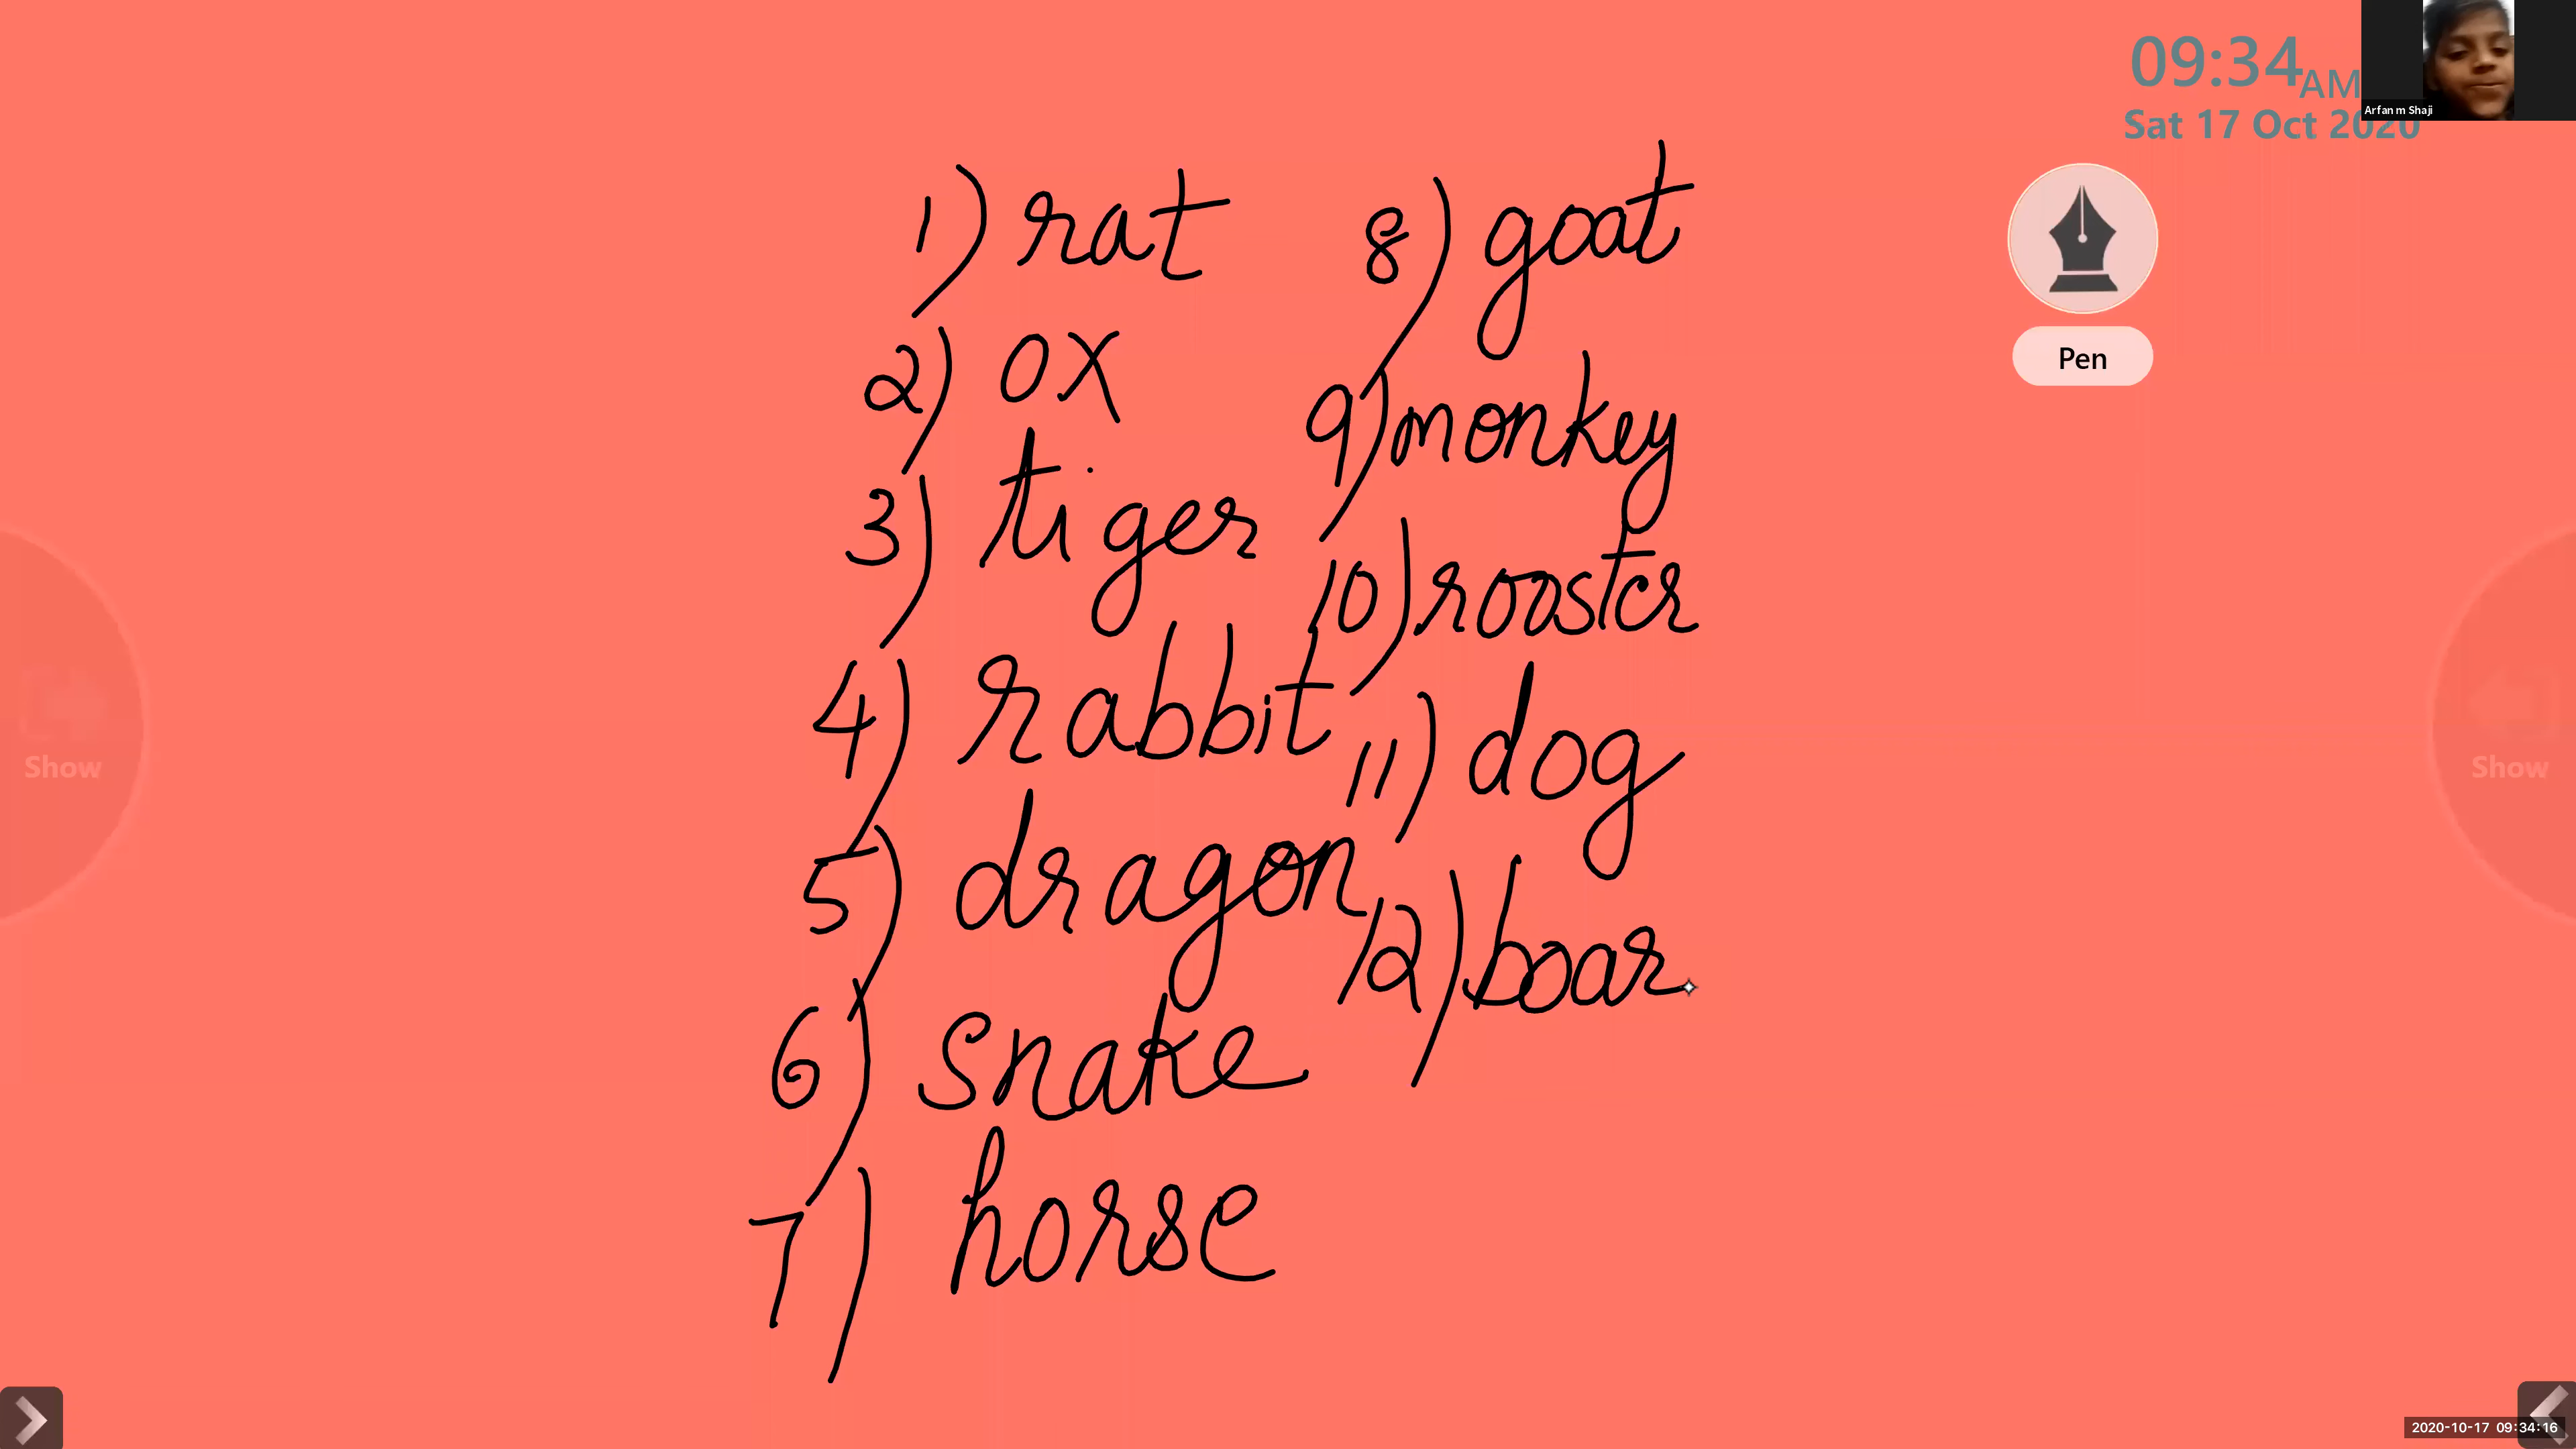 09:34 AM
Sat 17 Oct 2020
Arfan m Shaji
Pen
1) rat
2) ox
3) tiger
4) rabbit
5) dragon
6) snake
7) horse
8) goat
9) monkey
10) rooster
11) dog
12) boar
Show
Show
2020-10-17 09:34:16